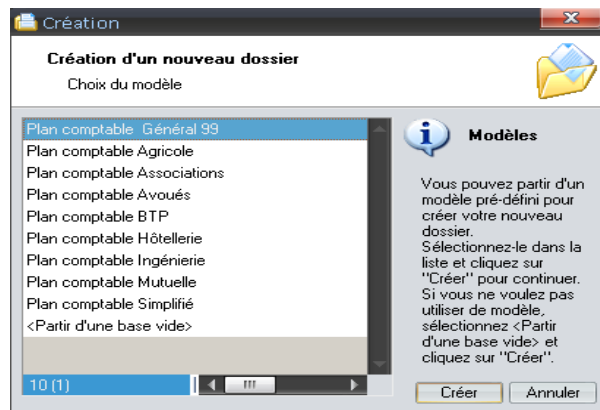 Création
Création d'un nouveau dossier
Choix du modèle
Plan comptable Général 99
Plan comptable Agricole
Plan comptable Associations
Plan comptable Avoués
Plan comptable BTP
Plan comptable Hôtellerie
Plan comptable Ingénierie
Plan comptable Mutuelle
Plan comptable Simplifié
<Partir d'une base vide>
10 (1)
Modèles
Vous pouvez partir d'un
modèle pré-défini pour
créer votre nouveau
dossier.
Sélectionnez-le dans la
liste et cliquez sur
"Créer" pour continuer.
Si vous ne voulez pas
utiliser de modèle,
sélectionnez <Partir
d'une base vide> et
cliquez sur "Créer".
Créer
Annuler